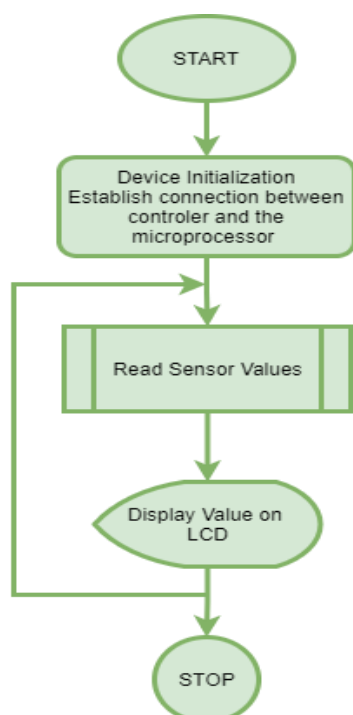 START
Device Initialization
Establish connection between
controler and the
microprocessor
Read Sensor Values
Display Value on
LCD
STOP